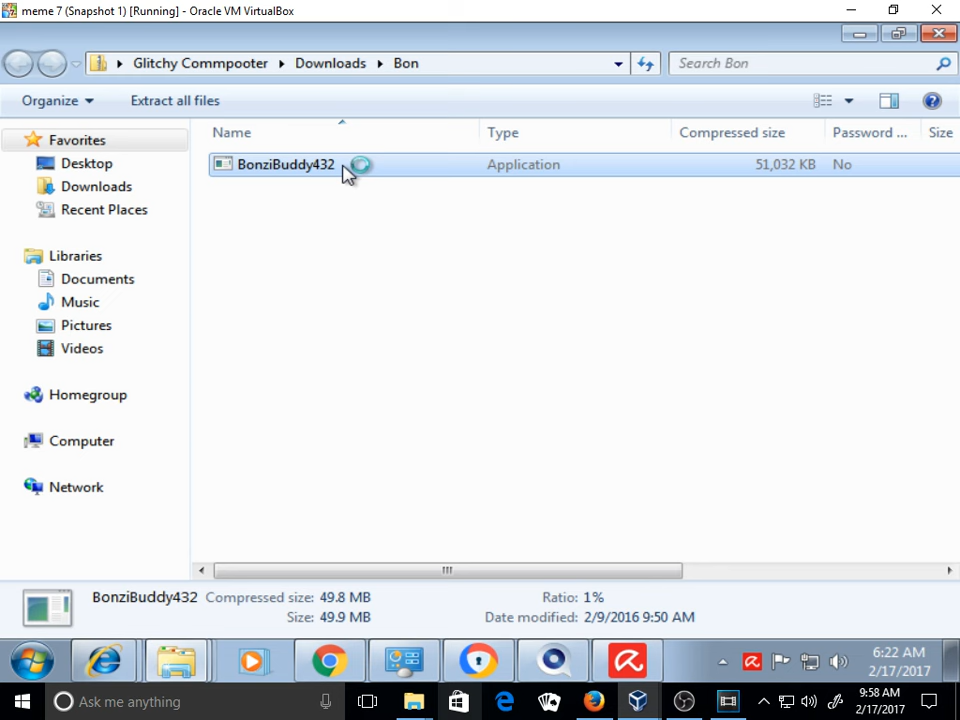 meme 7 (Snapshot 1) [Running] - Oracle VM VirtualBox
Glitchy Commpooter Downloads Bon
Search Bon
Organize Extract all files
Name Type Compressed size Password ... Size
BonziBuddy432 Application 51,032 KB No
Favorites
Desktop
Downloads
Recent Places
Libraries
Documents
Music
Pictures
Videos
Homegroup
Computer
Network
BonziBuddy432 Compressed size: 49.8 MB Ratio: 1%
Size: 49.9 MB Date modified: 2/9/2016 9:50 AM
6:22 AM
2/17/2017
Ask me anything
9:58 AM
2/17/2017